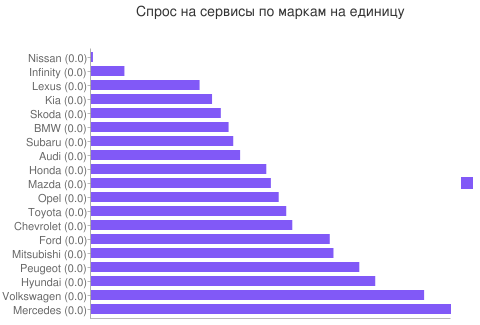 Спрос на сервисы по маркам на единицу
Nissan (0.0)
Infinity (0.0)
Lexus (0.0)
Kia (0.0)
Skoda (0.0)
BMW (0.0)
Subaru (0.0)
Audi (0.0)
Honda (0.0)
Mazda (0.0)
Opel (0.0)
Toyota (0.0)
Chevrolet (0.0)
Ford (0.0)
Mitsubishi (0.0)
Peugeot (0.0)
Hyundai (0.0)
Volkswagen (0.0)
Mercedes (0.0)